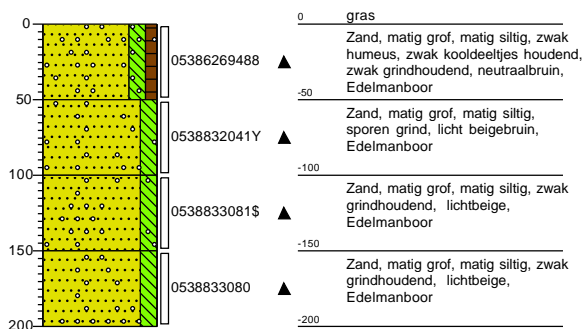 0
50
100
150
200
05386269488
0538832041Y
0538833081$
0538833080
0
gras
Zand, matig grof, matig siltig, zwak
humeus, zwak kooldeeltjes houdend,
zwak grindhoudend, neutraalbruin,
Edelmanboor
-50
Zand, matig grof, matig siltig,
sporen grind, licht beigebruin,
Edelmanboor
-100
Zand, matig grof, matig siltig, zwak
grindhoudend, lichtbeige,
Edelmanboor
-150
Zand, matig grof, matig siltig, zwak
grindhoudend, lichtbeige,
Edelmanboor
-200